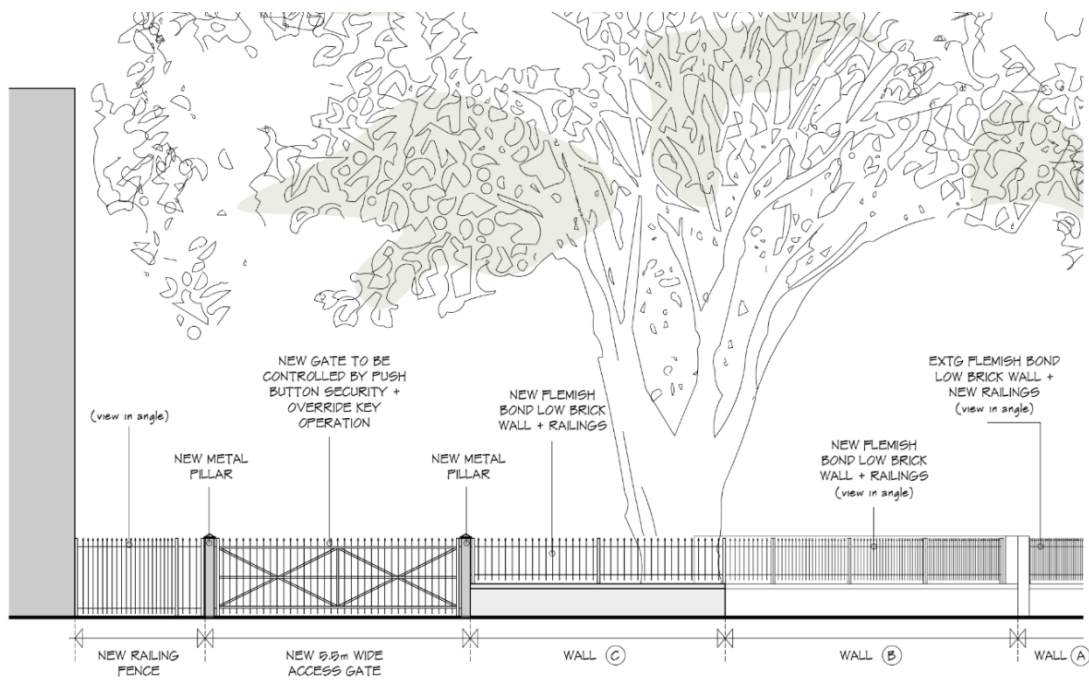 (view in angle)
NEW METAL
PILLAR
NEW GATE TO BE
CONTROLLED BY PUSH
BUTTON SECURITY +
OVERRIDE KEY
OPERATION
NEW METAL
PILLAR
NEW FLEMISH
BOND LOW BRICK
WALL + RAILINGS
NEW FLEMISH
BOND LOW BRICK
WALL + RAILINGS
(view in angle)
EXTG FLEMISH BOND
LOW BRICK WALL +
NEW RAILINGS
(view in angle)
NEW RAILING
FENCE
NEW 5.5m WIDE
ACCESS GATE
WALL C
WALL B
WALL A